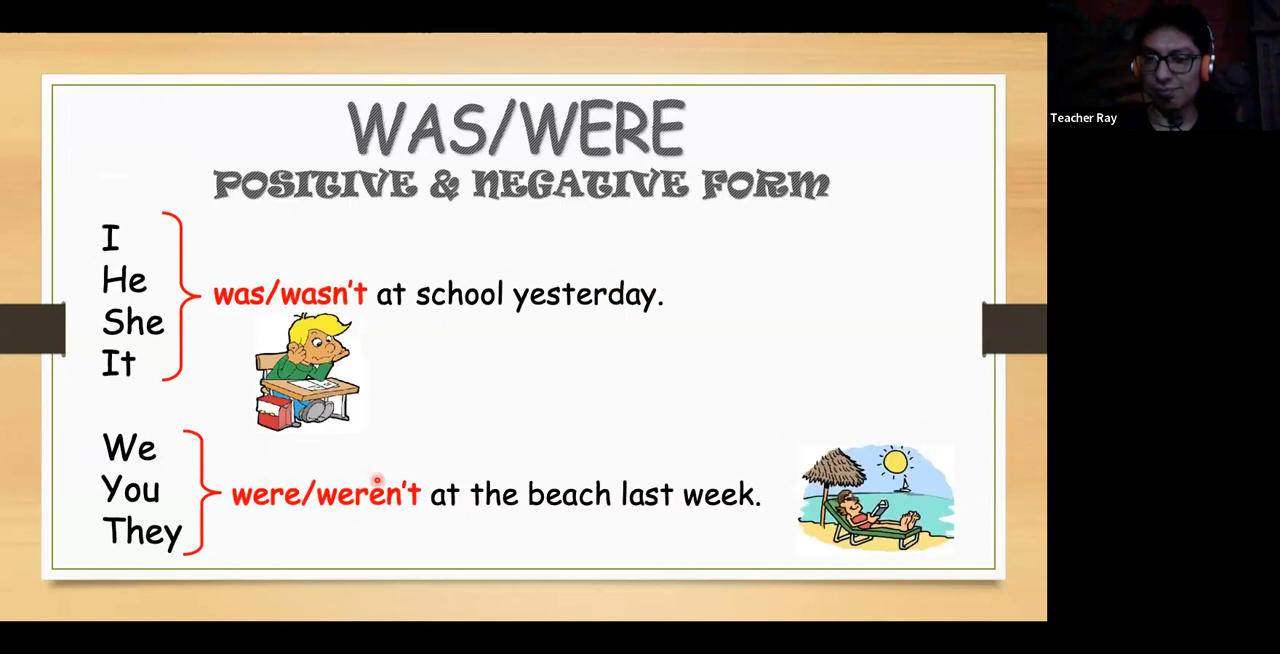 WAS/WERE
POSITIVE & NEGATIVE FORM
I
He
She
It
was/wasn't at school yesterday.
We
You
They
were/weren't at the beach last week.
Teacher Ray